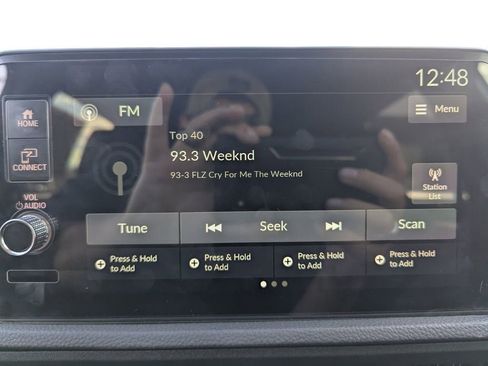 12:48
HOME
FM
Menu
Top 40
93.3 Weeknd
CONNECT
93-3 FLZ Cry For Me The Weeknd
Station
List
VOL
AUDIO
Tune
Seek
Scan
Press & Hold
to Add
Press & Hold
to Add
Press & Hold
to Add
Press & Hold
to Add